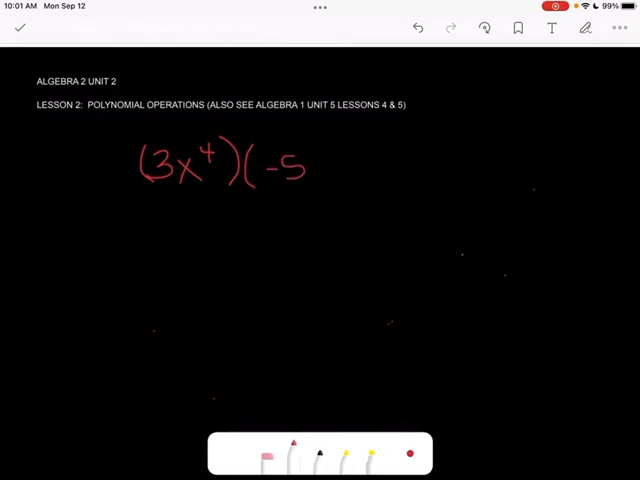 10:01 AM Mon Sep 12
99%
T
ALGEBRA 2 UNIT 2
LESSON 2: POLYNOMIAL OPERATIONS (ALSO SEE ALGEBRA 1 UNIT 5 LESSONS 4 & 5)
(3x⁴)(-5